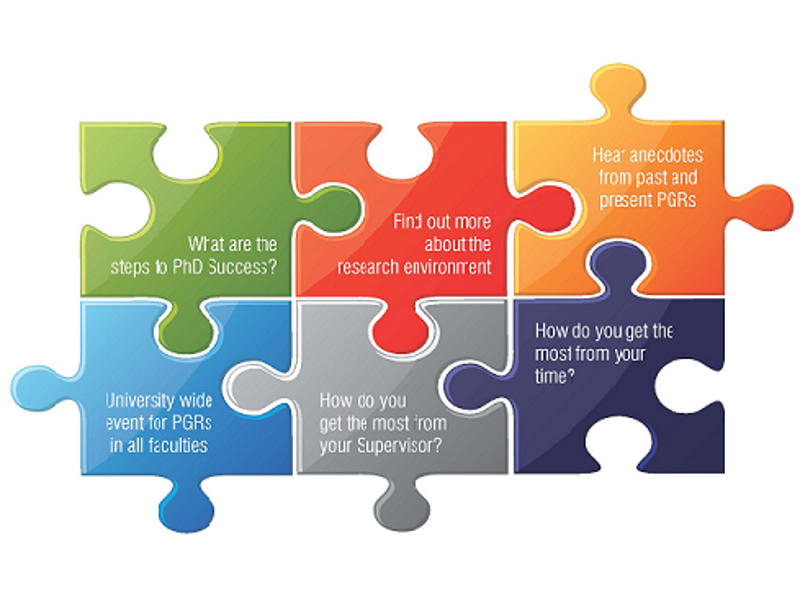 What are the
steps to PhD Success?
Find out more
about the
research environment
Hear anecdotes
from past and
present PGRs
University wide
event for PGRs
in all faculties
How do you
get the most from
your Supervisor?
How do you get the
most from your
time?